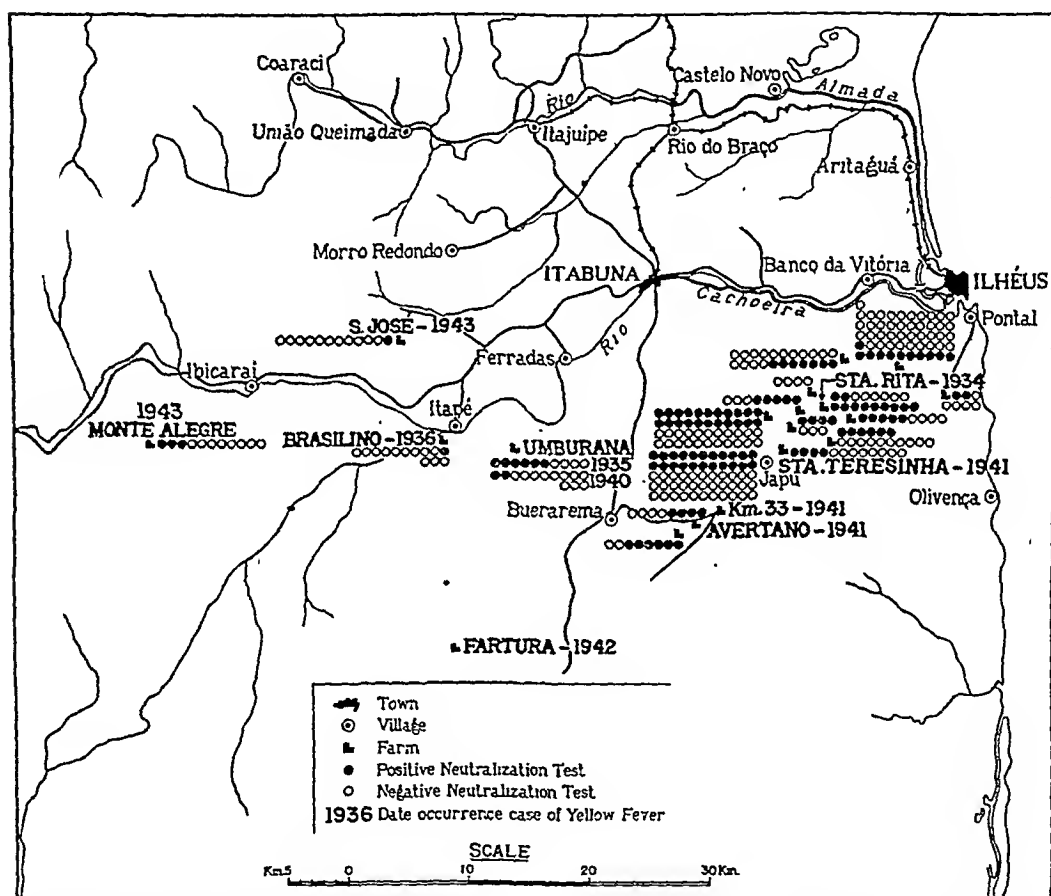 Coaraci
Castelo Novo
Rio Almada
União Queimada
Itajuipe
Rio do Braço
Aritaguá
Morro Redondo
ITABUNA
Banco da Vitória
ILHÉUS
Rio Cachoeira
Pontal
S. JOSÉ - 1943
Ferradas
Ibicarai
STA. RITA - 1934
Itapé
1943
MONTE ALEGRE
BRASILINO - 1936
UMBURANA
1935
1940
STA. TERESINHA - 1941
Japú
Olivença
Buerarema
Km. 33 - 1941
AVERTANO - 1941
FARTURA - 1942
Town
Village
Farm
Positive Neutralization Test
Negative Neutralization Test
1936 Date occurrence case of Yellow Fever
SCALE
Km.5 0 10 20 30 Km.